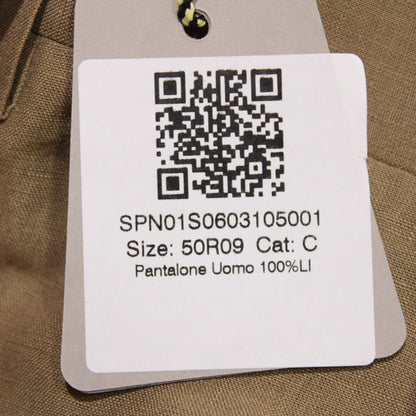 SPN01S0603105001
Size: 50R09 Cat: C
Pantalone Uomo 100%LI